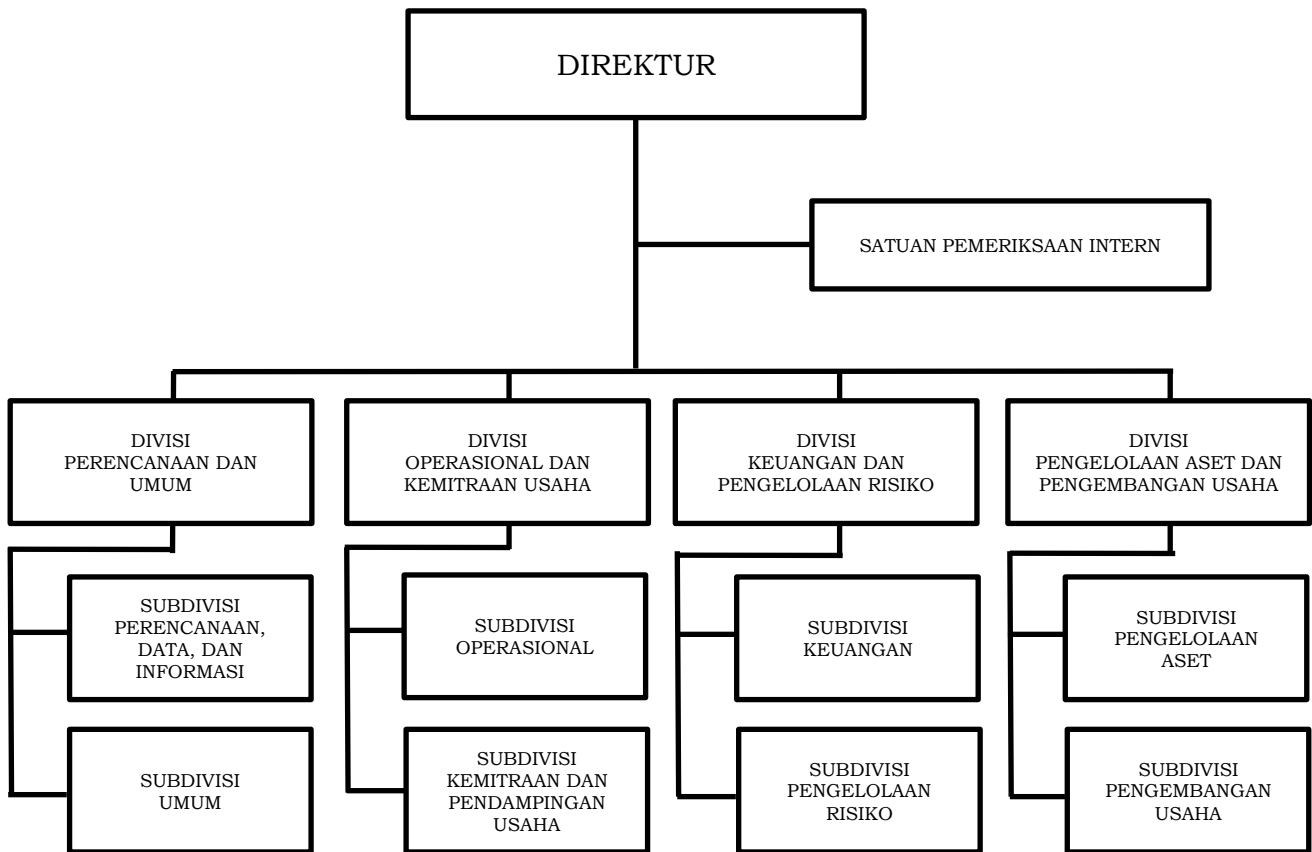 DIREKTUR
SATUAN PEMERIKSAAN INTERN
DIVISI
PERENCANAAN DAN
UMUM
DIVISI
OPERASIONAL DAN
KEMITRAAN USAHA
DIVISI
KEUANGAN DAN
PENGELOLAAN RISIKO
DIVISI
PENGELOLAAN ASET DAN
PENGEMBANGAN USAHA
SUBDIVISI
PERENCANAAN,
DATA, DAN
INFORMASI
SUBDIVISI
OPERASIONAL
SUBDIVISI
KEUANGAN
SUBDIVISI
PENGELOLAAN
ASET
SUBDIVISI
UMUM
SUBDIVISI
KEMITRAAN DAN
PENDAMPINGAN
USAHA
SUBDIVISI
PENGELOLAAN
RISIKO
SUBDIVISI
PENGEMBANGAN
USAHA